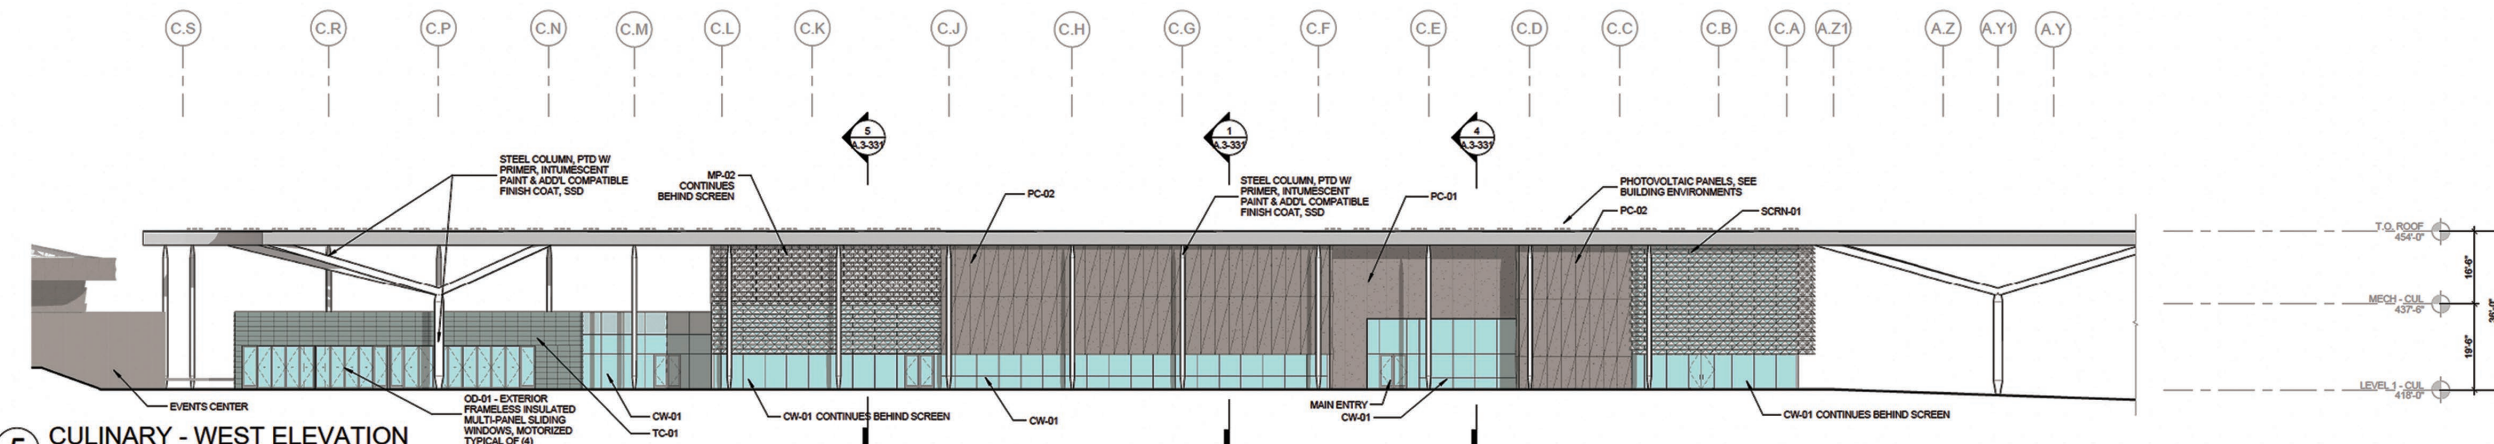 C.S
C.R
C.P
C.N
C.M
C.L
C.K
C.J
C.H
C.G
C.F
C.E
C.D
C.C
C.B
C.A
A.Z1
A.Z
A.Y1
A.Y
5
A.3-331
1
A.3-331
4
A.3-331
STEEL COLUMN, PTD W/
PRIMER, INTUMESCENT
PAINT & ADD'L COMPATIBLE
FINISH COAT, SSD
MP-02
CONTINUES
BEHIND SCREEN
PC-02
STEEL COLUMN, PTD W/
PRIMER, INTUMESCENT
PAINT & ADD'L COMPATIBLE
FINISH COAT, SSD
PC-01
PHOTOVOLTAIC PANELS, SEE
BUILDING ENVIRONMENTS
PC-02
SCRN-01
T.O. ROOF
454'-0"
16'-6"
MECH - CUL
437'-6"
36'-0"
19'-6"
LEVEL 1 - CUL
418'-0"
EVENTS CENTER
OD-01 - EXTERIOR
FRAMELESS INSULATED
MULTI-PANEL SLIDING
WINDOWS, MOTORIZED
TYPICAL OF (4)
CW-01
TC-01
CW-01 CONTINUES BEHIND SCREEN
CW-01
MAIN ENTRY
CW-01
CW-01 CONTINUES BEHIND SCREEN
5
CULINARY - WEST ELEVATION